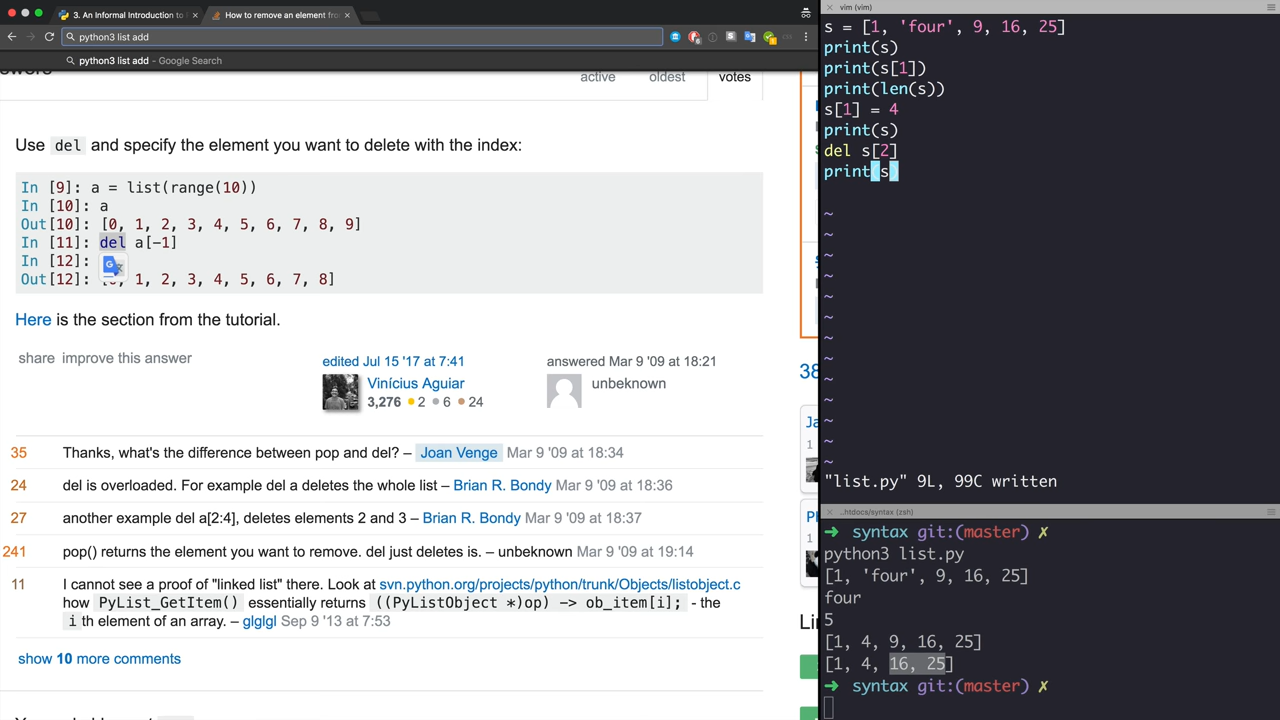 3. An Informal Introduction to
How to remove an element from
python3 list add
python3 list add - Google Search
active oldest votes
Use del and specify the element you want to delete with the index:
In [9]: a = list(range(10))
In [10]: a
Out[10]: [0, 1, 2, 3, 4, 5, 6, 7, 8, 9]
In [11]: del a[-1]
In [12]:
Out[12]: [0, 1, 2, 3, 4, 5, 6, 7, 8]
Here is the section from the tutorial.
share improve this answer
edited Jul 15 '17 at 7:41
Vinícius Aguiar
3,276 2 6 24
answered Mar 9 '09 at 18:21
unbeknown
35 Thanks, what's the difference between pop and del? – Joan Venge Mar 9 '09 at 18:34
24 del is overloaded. For example del a deletes the whole list – Brian R. Bondy Mar 9 '09 at 18:36
27 another example del a[2:4], deletes elements 2 and 3 – Brian R. Bondy Mar 9 '09 at 18:37
241 pop() returns the element you want to remove. del just deletes is. – unbeknown Mar 9 '09 at 19:14
11 I cannot see a proof of "linked list" there. Look at svn.python.org/projects/python/trunk/Objects/listobject.c
how PyList_GetItem() essentially returns ((PyListObject *)op) -> ob_item[i]; - the
i th element of an array. – glglgl Sep 9 '13 at 7:53
show 10 more comments
38
vim (vim)
s = [1, 'four', 9, 16, 25]
print(s)
print(s[1])
print(len(s))
s[1] = 4
print(s)
del s[2]
print(s)
~
~
~
~
~
~
~
~
~
~
~
~
~
"list.py" 9L, 99C written
..htdocs/syntax (zsh)
➜ syntax git:(master) ✗
python3 list.py
[1, 'four', 9, 16, 25]
four
5
[1, 4, 9, 16, 25]
[1, 4, 16, 25]
➜ syntax git:(master) ✗